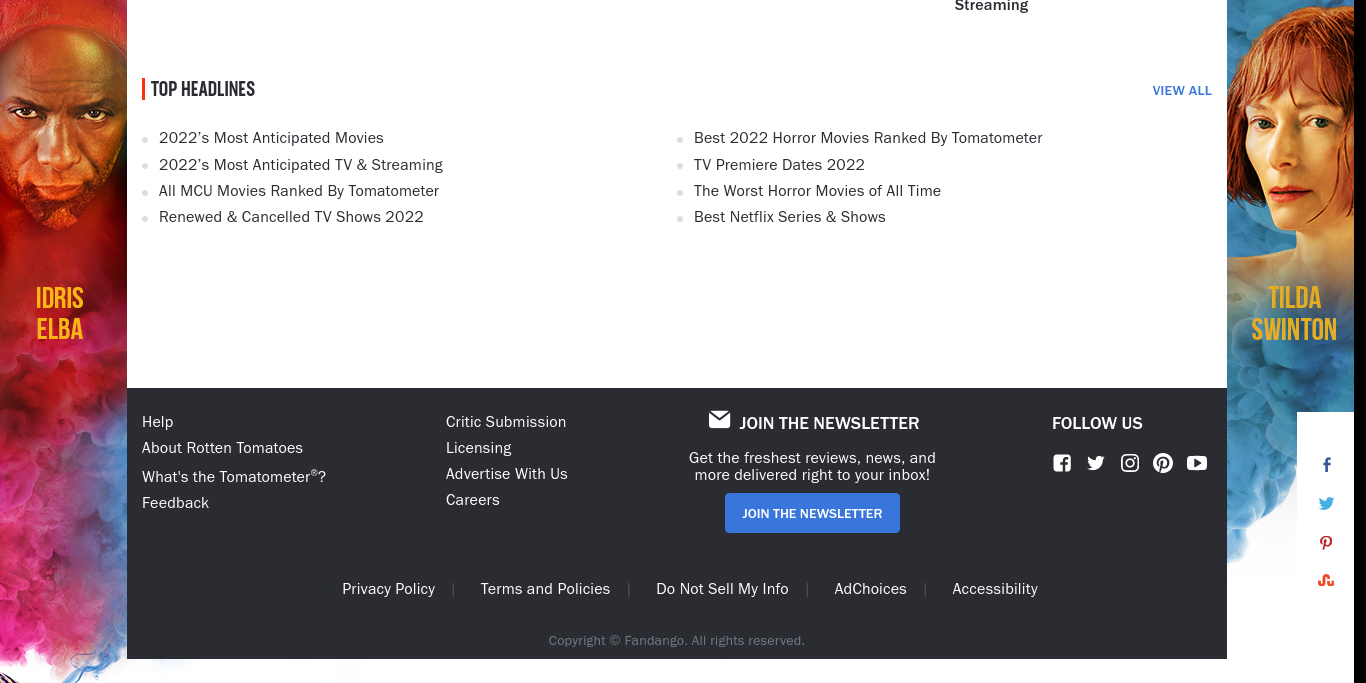 Streaming
TOP HEADLINES
VIEW ALL
2022’s Most Anticipated Movies
2022’s Most Anticipated TV & Streaming
All MCU Movies Ranked By Tomatometer
Renewed & Cancelled TV Shows 2022
Best 2022 Horror Movies Ranked By Tomatometer
TV Premiere Dates 2022
The Worst Horror Movies of All Time
Best Netflix Series & Shows
IDRIS
ELBA
TILDA
SWINTON
Help
About Rotten Tomatoes
What's the Tomatometer®?
Feedback
Critic Submission
Licensing
Advertise With Us
Careers
JOIN THE NEWSLETTER
Get the freshest reviews, news, and
more delivered right to your inbox!
JOIN THE NEWSLETTER
FOLLOW US
Privacy Policy | Terms and Policies | Do Not Sell My Info | AdChoices | Accessibility
Copyright © Fandango. All rights reserved.